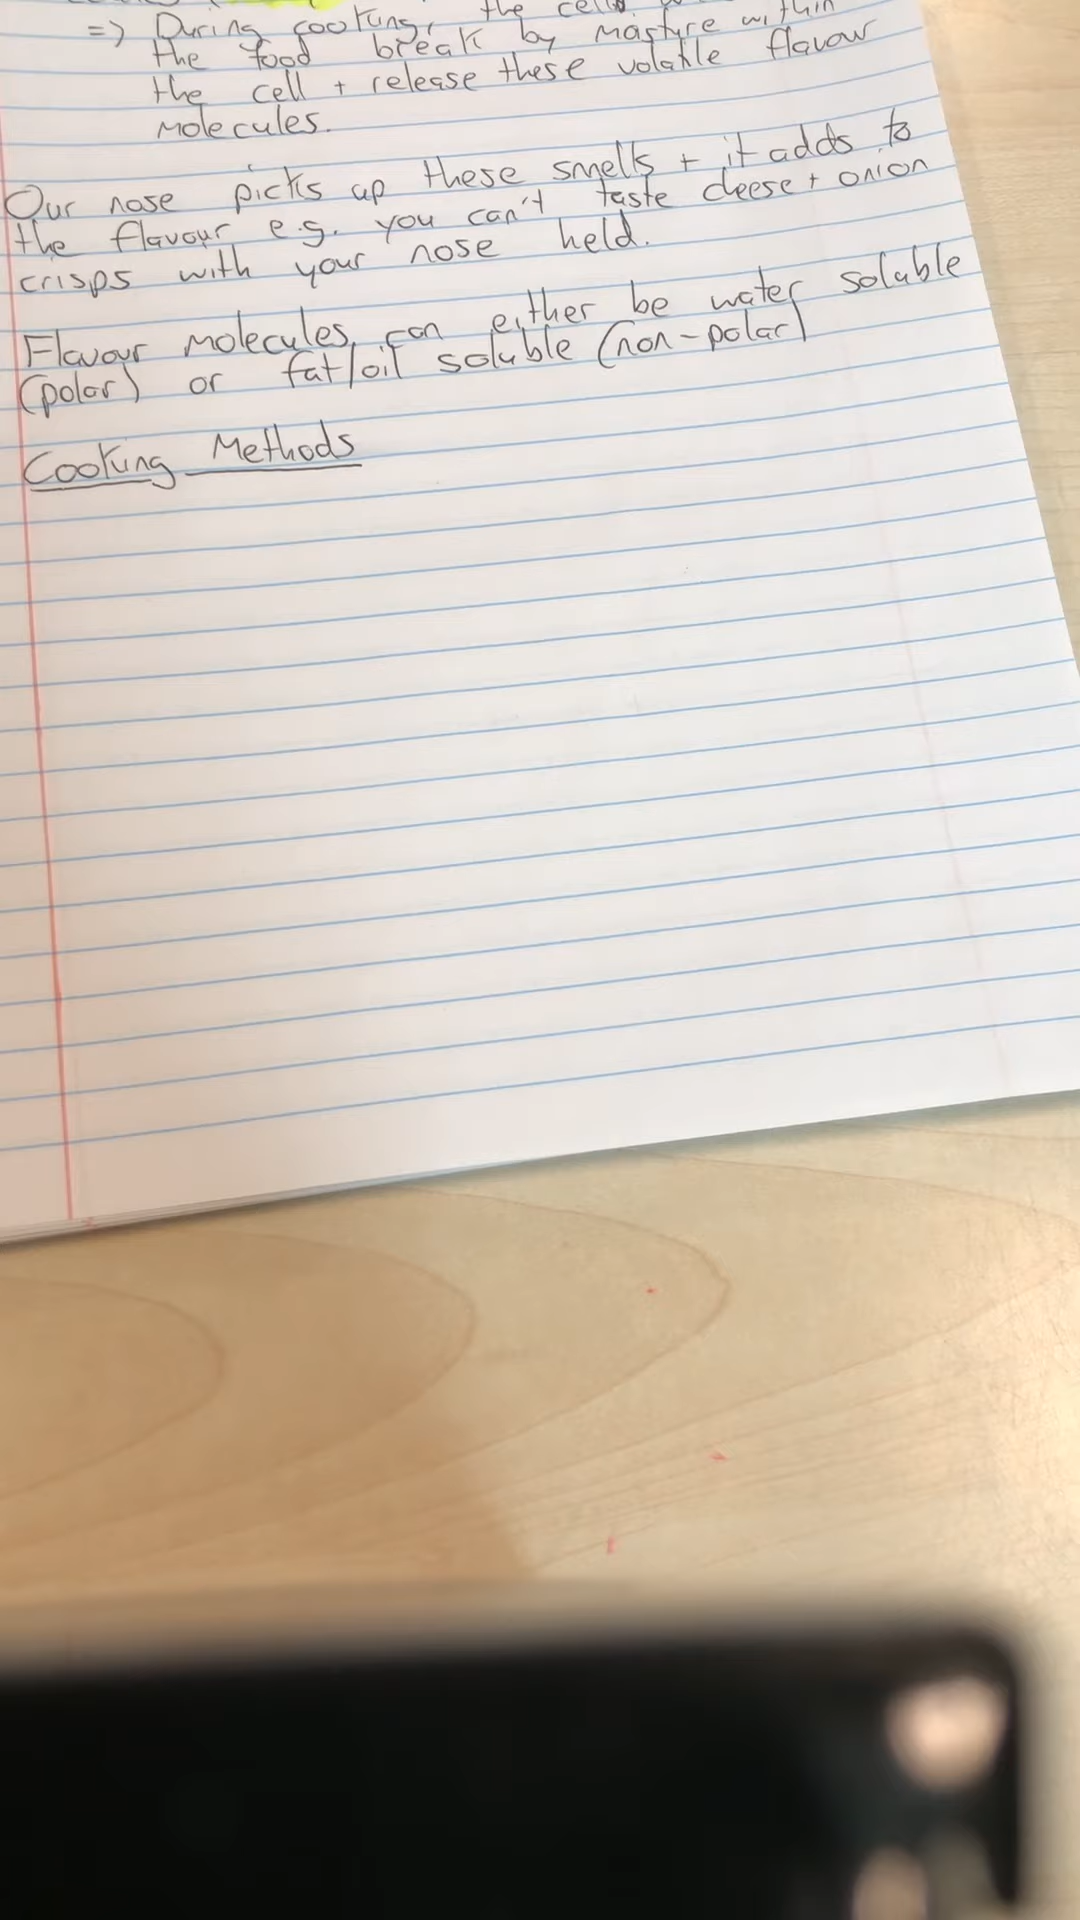 => During cooking, the cell
the food break by masture within
the cell + release these volatile flavour
molecules.
Our nose picks up these smells + it adds to
the flavour e.g. you can't taste cleese + onion
crisps with your nose held.
Flavour molecules can either be water soluble
(polar) or fat/oil soluble (non-polar)
Cooking Methods